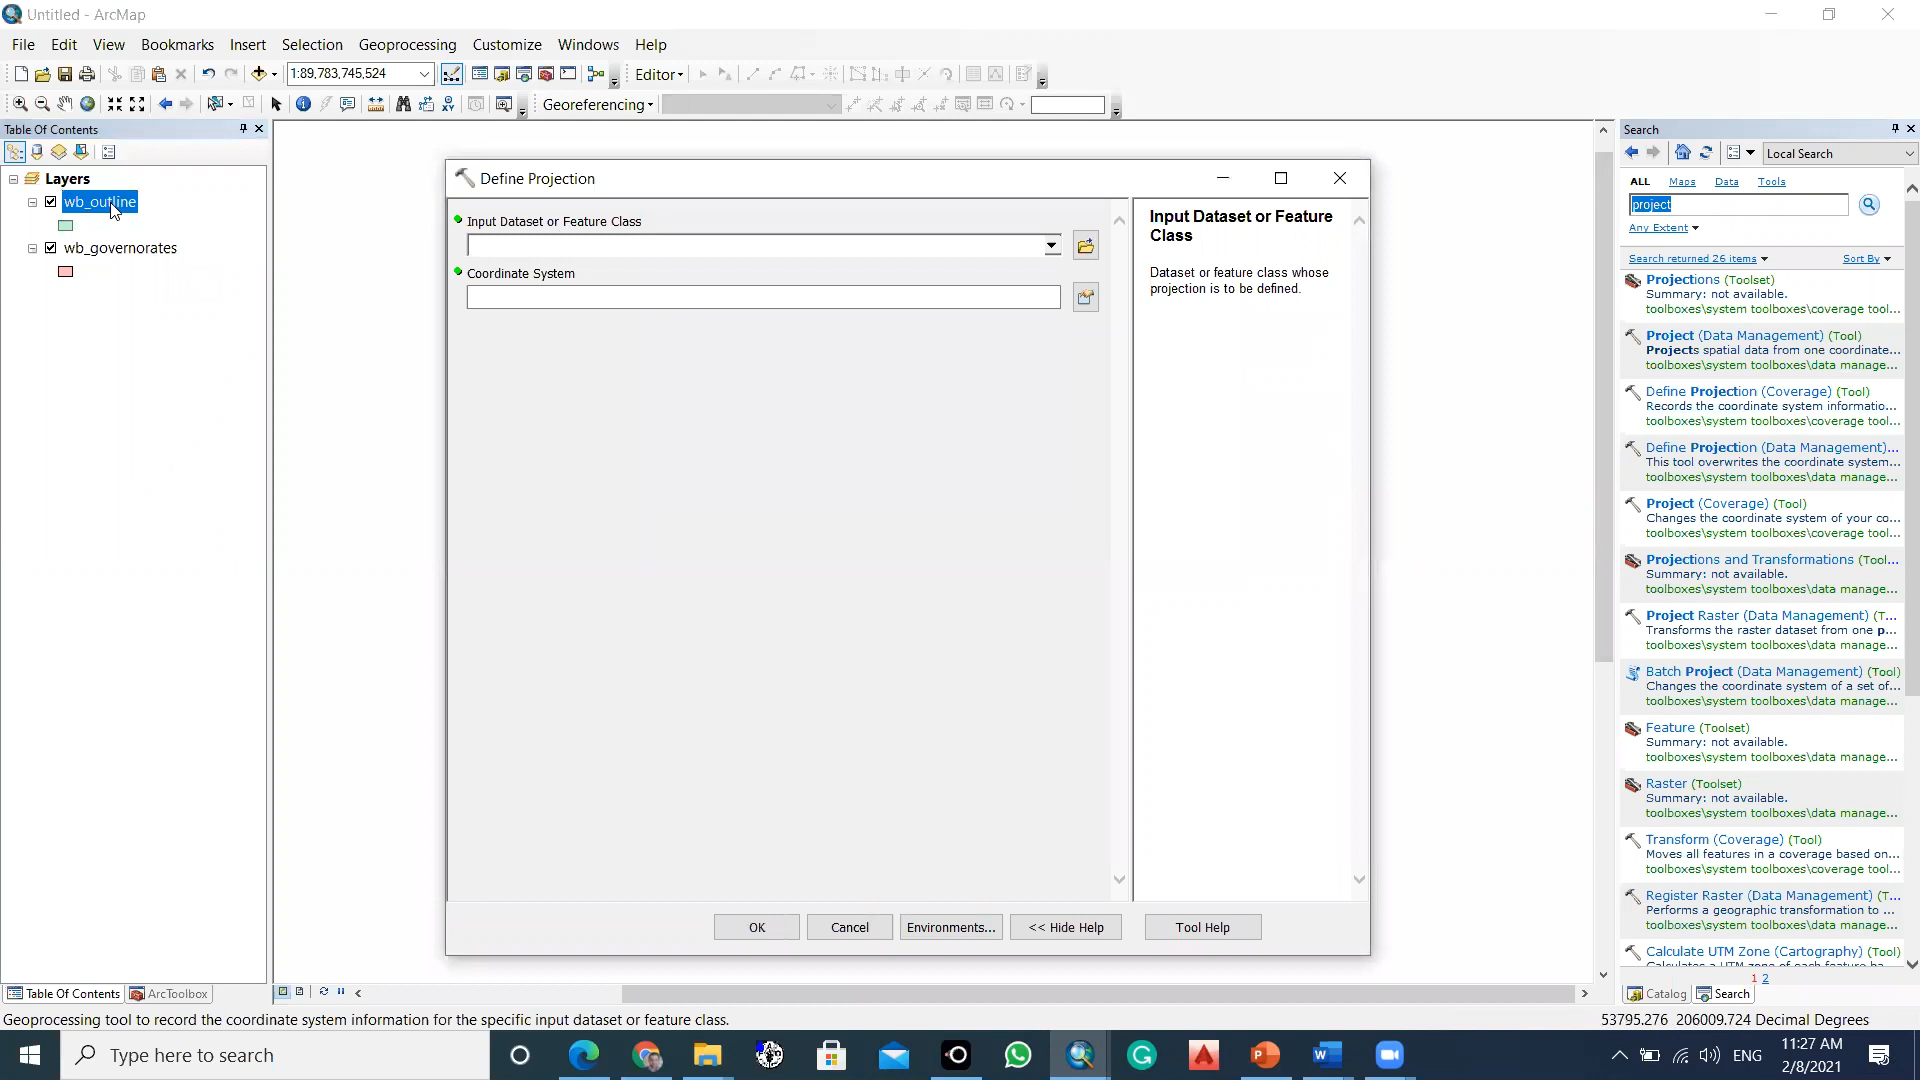 Untitled - ArcMap
File Edit View Bookmarks Insert Selection Geoprocessing Customize Windows Help
1:89,783,745,524
Editor
Georeferencing
Table Of Contents
Layers
wb_outline
wb_governorates
Define Projection
Input Dataset or Feature Class
Coordinate System
Input Dataset or Feature
Class
Dataset or feature class whose
projection is to be defined.
OK Cancel Environments... << Hide Help Tool Help
Search
Local Search
ALL Maps Data Tools
project
Any Extent
Search returned 26 items Sort By
Projections (Toolset)
Summary: not available.
toolboxes\system toolboxes\coverage tool...
Project (Data Management) (Tool)
Projects spatial data from one coordinate...
toolboxes\system toolboxes\data manage...
Define Projection (Coverage) (Tool)
Records the coordinate system informatio...
toolboxes\system toolboxes\coverage tool...
Define Projection (Data Management)...
This tool overwrites the coordinate system...
toolboxes\system toolboxes\data manage...
Project (Coverage) (Tool)
Changes the coordinate system of your co...
toolboxes\system toolboxes\coverage tool...
Projections and Transformations (Tool...
Summary: not available.
toolboxes\system toolboxes\data manage...
Project Raster (Data Management) (T...
Transforms the raster dataset from one p...
toolboxes\system toolboxes\data manage...
Batch Project (Data Management) (Tool)
Changes the coordinate system of a set of...
toolboxes\system toolboxes\data manage...
Feature (Toolset)
Summary: not available.
toolboxes\system toolboxes\data manage...
Raster (Toolset)
Summary: not available.
toolboxes\system toolboxes\data manage...
Transform (Coverage) (Tool)
Moves all features in a coverage based on...
toolboxes\system toolboxes\coverage tool...
Register Raster (Data Management) (T...
Performs a geographic transformation to ...
toolboxes\system toolboxes\data manage...
Calculate UTM Zone (Cartography) (Tool)
1 2
Table Of Contents ArcToolbox
Catalog Search
Geoprocessing tool to record the coordinate system information for the specific input dataset or feature class.
53795.276 206009.724 Decimal Degrees
Type here to search
ENG
11:27 AM
2/8/2021